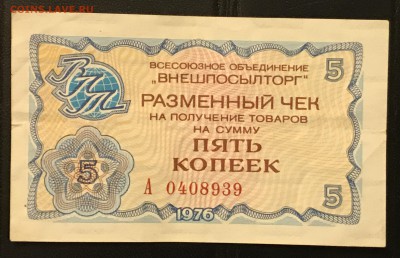 COINS.LAVE.RU
ВПТ
ВСЕСОЮЗНОЕ ОБЪЕДИНЕНИЕ
„ВНЕШПОСЫЛТОРГ"
5
РАЗМЕННЫЙ ЧЕК
НА ПОЛУЧЕНИЕ ТОВАРОВ
НА СУММУ
ПЯТЬ
КОПЕЕК
5
А 0408939
5
1976